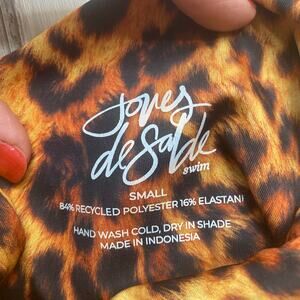 Jones
de Salde
swim
SMALL
84% RECYCLED POLYESTER 16% ELASTANE
HAND WASH COLD, DRY IN SHADE
MADE IN INDONESIA